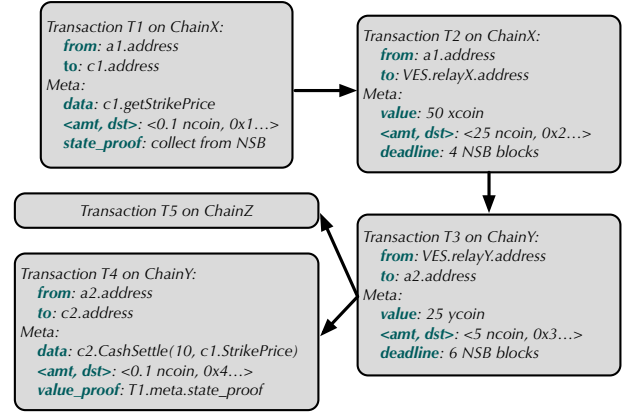 Transaction T1 on ChainX:
from: a1.address
to: c1.address
Meta:
data: c1.getStrikePrice
<amt, dst>: <0.1 ncoin, 0x1...>
state_proof: collect from NSB
Transaction T2 on ChainX:
from: a1.address
to: VES.relayX.address
Meta:
value: 50 xcoin
<amt, dst>: <25 ncoin, 0x2...>
deadline: 4 NSB blocks
Transaction T5 on ChainZ
Transaction T3 on ChainY:
from: VES.relayY.address
to: a2.address
Meta:
value: 25 ycoin
<amt, dst>: <5 ncoin, 0x3...>
deadline: 6 NSB blocks
Transaction T4 on ChainY:
from: a2.address
to: c2.address
Meta:
data: c2.CashSettle(10, c1.StrikePrice)
<amt, dst>: <0.1 ncoin, 0x4...>
value_proof: T1.meta.state_proof